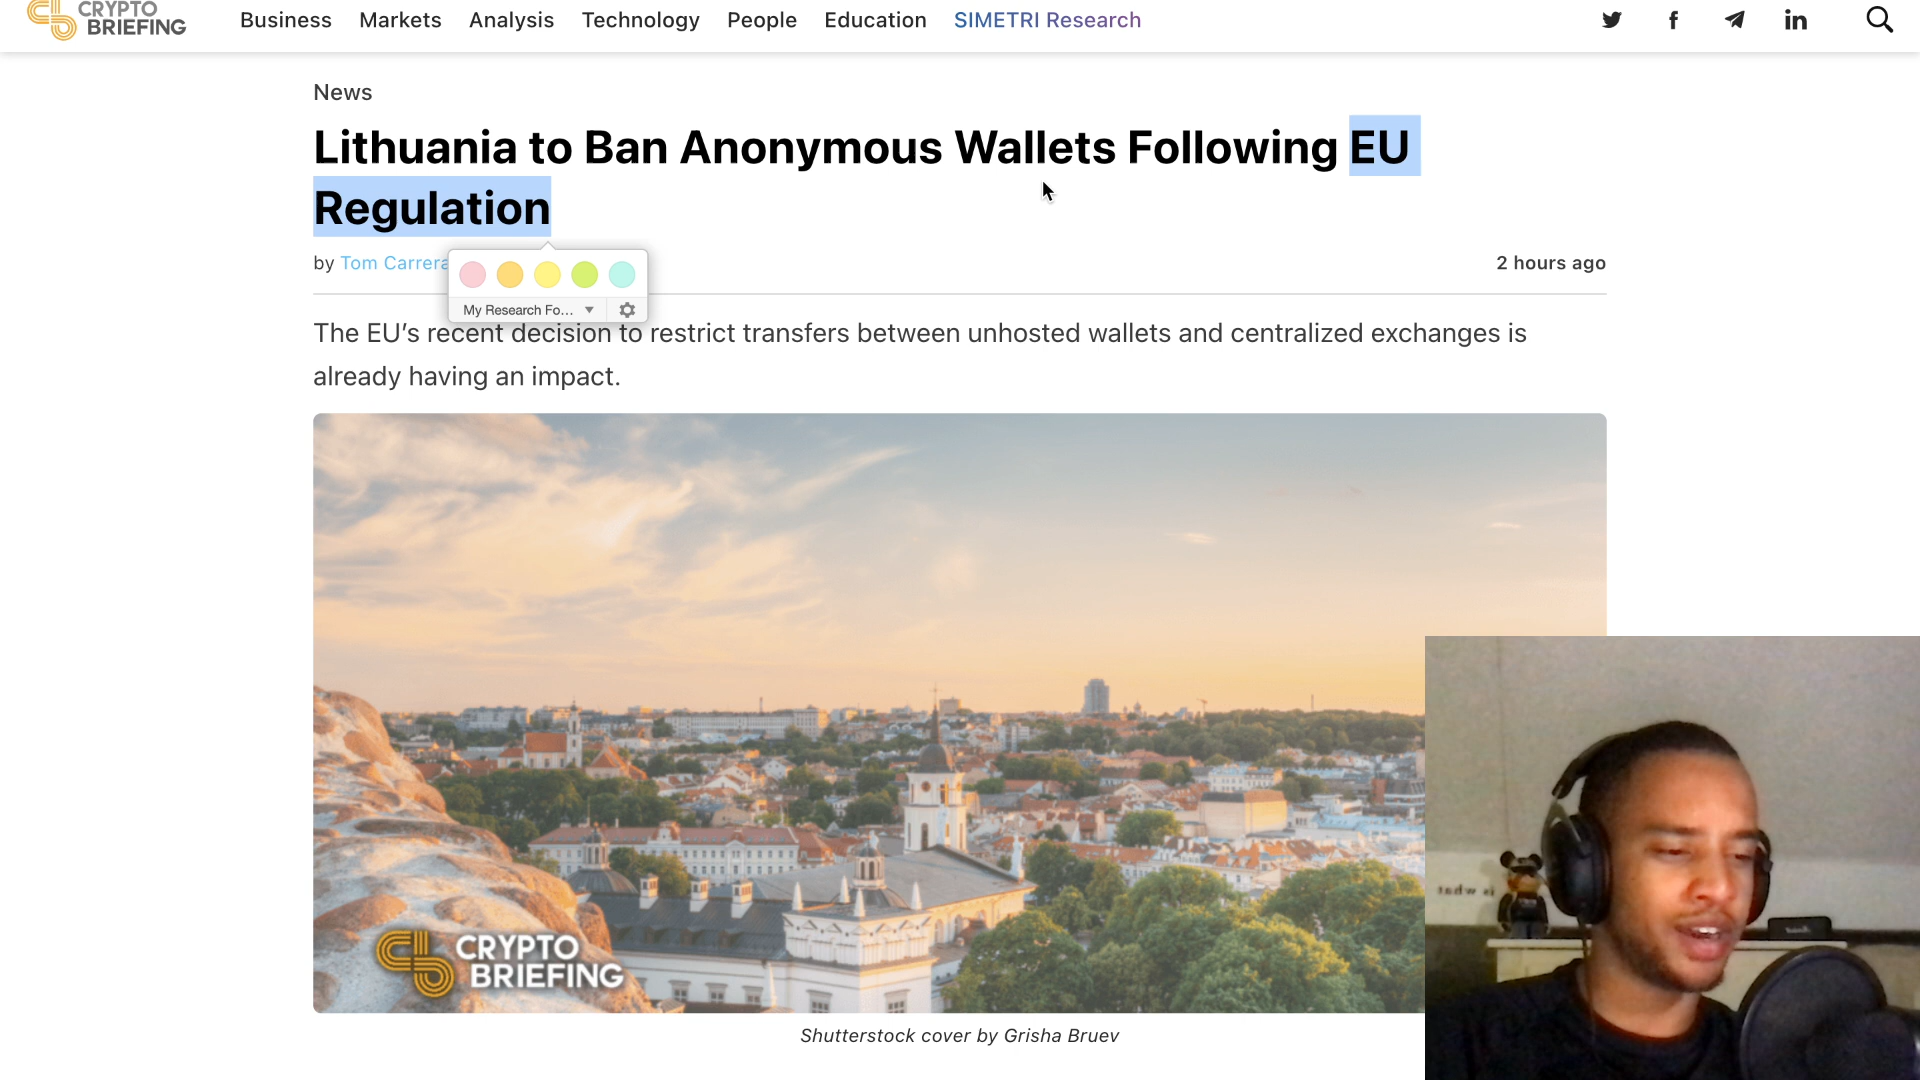 CRYPTO
BRIEFING
Business Markets Analysis Technology People Education SIMETRI Research
News
Lithuania to Ban Anonymous Wallets Following EU
Regulation
by Tom Carrera
2 hours ago
My Research Fo...
The EU's recent decision to restrict transfers between unhosted wallets and centralized exchanges is
already having an impact.
CRYPTO
BRIEFING
is what
Shutterstock cover by Grisha Bruev